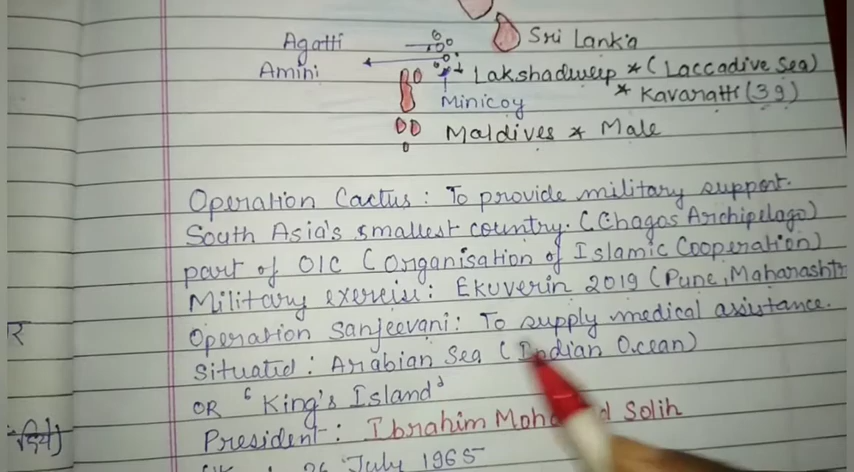 Sri Lanka
Agatti
Amini
Lakshadweep * (Laccadive Sea)
* Kavaratti (39)
Minicoy
Maldives * Male
Operation Cactus: To provide military support.
South Asia's smallest country. (Chagos Archipelago)
part of OIC (Organisation of Islamic Cooperation)
Military exercise: Ekuverin 2019 (Pune, Maharashtr
Operation Sanjeevani: To supply medical assistance.
Situated: Arabian Sea (Indian Ocean)
OR 'King's Island'
President: Ibrahim Solih
26 July 1965